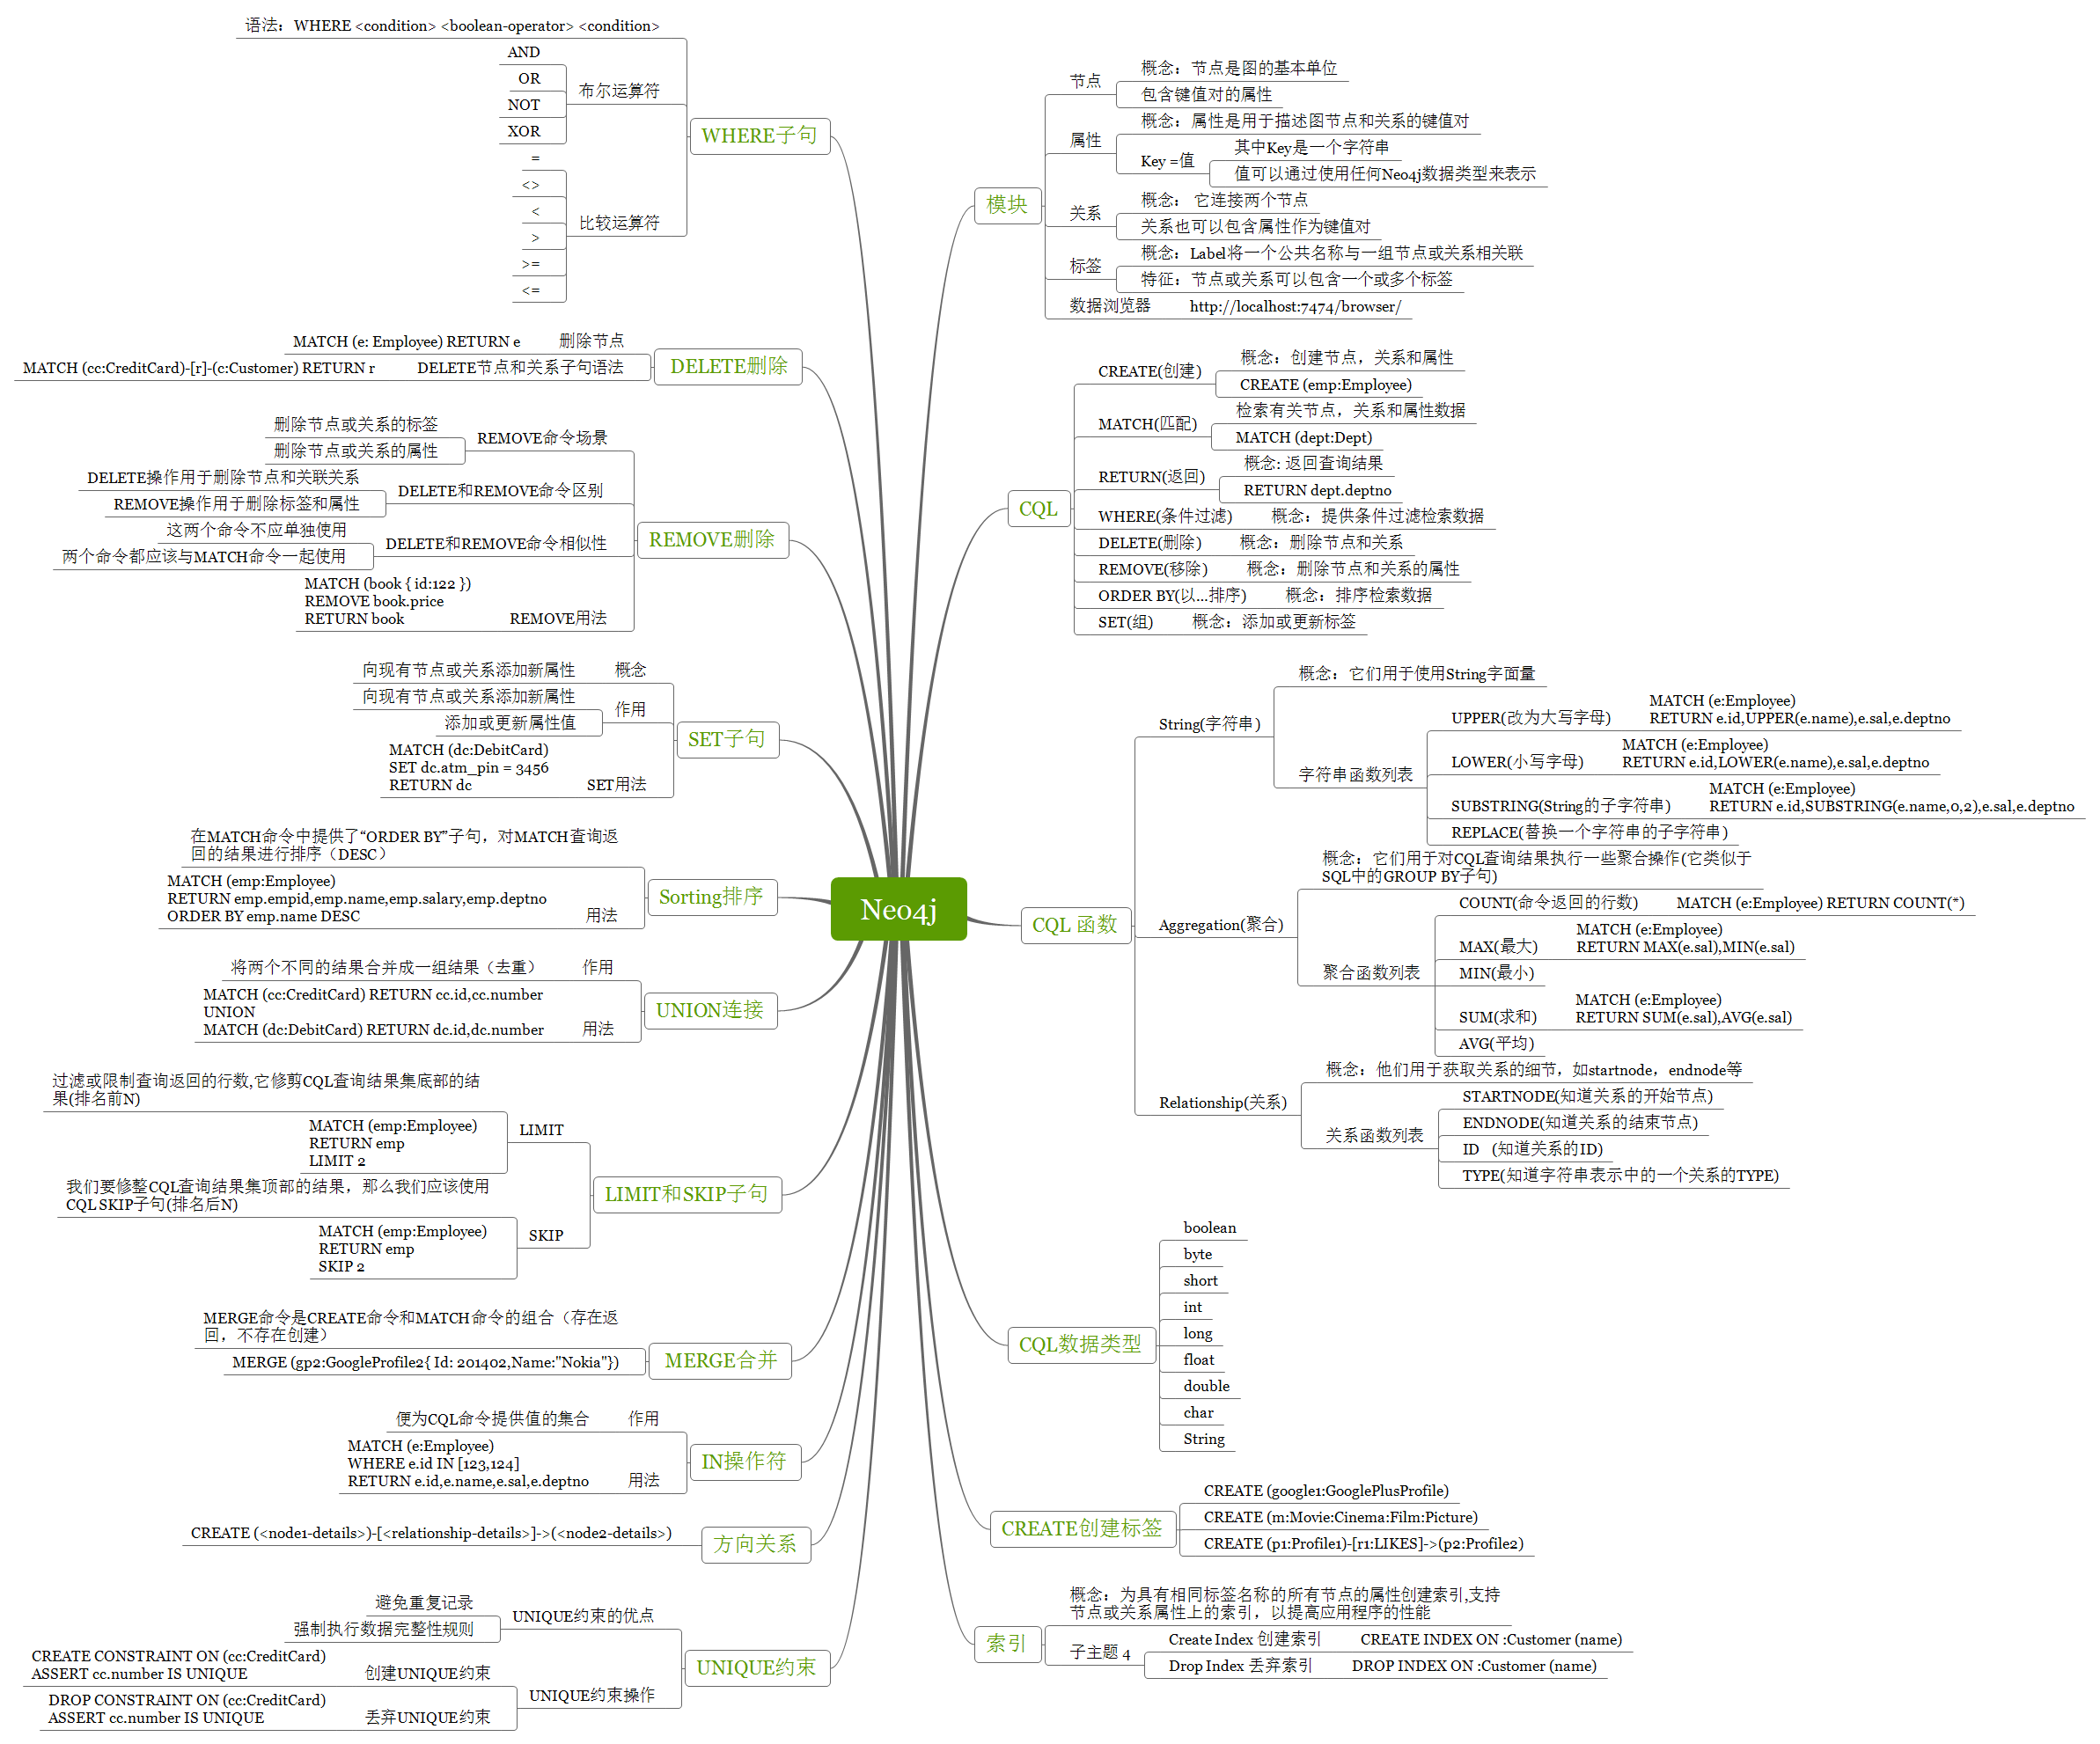 Neo4j
模块
节点
概念：节点是图的基本单位
包含键值对的属性
属性
概念：属性是用于描述图节点和关系的键值对
Key =值
其中Key是一个字符串
值可以通过使用任何Neo4j数据类型来表示
关系
概念： 它连接两个节点
关系也可以包含属性作为键值对
标签
概念：Label将一个公共名称与一组节点或关系相关联
特征：节点或关系可以包含一个或多个标签
数据浏览器
http://localhost:7474/browser/
CQL
CREATE(创建)
概念：创建节点，关系和属性
CREATE (emp:Employee)
MATCH(匹配)
检索有关节点，关系和属性数据
MATCH (dept:Dept)
RETURN(返回)
概念: 返回查询结果
RETURN dept.deptno
WHERE(条件过滤)
概念：提供条件过滤检索数据
DELETE(删除)
概念：删除节点和关系
REMOVE(移除)
概念：删除节点和关系的属性
ORDER BY(以...排序)
概念：排序检索数据
SET(组)
概念：添加或更新标签
CQL 函数
String(字符串)
概念：它们用于使用String字面量
字符串函数列表
UPPER(改为大写字母)
MATCH (e:Employee)
RETURN e.id,UPPER(e.name),e.sal,e.deptno
LOWER(小写字母)
MATCH (e:Employee)
RETURN e.id,LOWER(e.name),e.sal,e.deptno
SUBSTRING(String的子字符串)
MATCH (e:Employee)
RETURN e.id,SUBSTRING(e.name,0,2),e.sal,e.deptno
REPLACE(替换一个字符串的子字符串)
Aggregation(聚合)
概念：它们用于对CQL查询结果执行一些聚合操作(它类似于
SQL中的GROUP BY子句)
聚合函数列表
COUNT(命令返回的行数)
MATCH (e:Employee) RETURN COUNT(*)
MAX(最大)
MATCH (e:Employee)
RETURN MAX(e.sal),MIN(e.sal)
MIN(最小)
SUM(求和)
MATCH (e:Employee)
RETURN SUM(e.sal),AVG(e.sal)
AVG(平均)
Relationship(关系)
概念：他们用于获取关系的细节，如startnode，endnode等
关系函数列表
STARTNODE(知道关系的开始节点)
ENDNODE(知道关系的结束节点)
ID (知道关系的ID)
TYPE(知道字符串表示中的一个关系的TYPE)
CQL数据类型
boolean
byte
short
int
long
float
double
char
String
CREATE创建标签
CREATE (google1:GooglePlusProfile)
CREATE (m:Movie:Cinema:Film:Picture)
CREATE (p1:Profile1)-[r1:LIKES]->(p2:Profile2)
索引
概念：为具有相同标签名称的所有节点的属性创建索引,支持
节点或关系属性上的索引，以提高应用程序的性能
子主题 4
Create Index 创建索引
CREATE INDEX ON :Customer (name)
Drop Index 丢弃索引
DROP INDEX ON :Customer (name)
WHERE子句
语法：WHERE <condition> <boolean-operator> <condition>
布尔运算符
AND
OR
NOT
XOR
比较运算符
=
<>
<
>
>=
<=
DELETE删除
删除节点
MATCH (e: Employee) RETURN e
DELETE节点和关系子句语法
MATCH (cc:CreditCard)-[r]-(c:Customer) RETURN r
REMOVE删除
REMOVE命令场景
删除节点或关系的标签
删除节点或关系的属性
DELETE和REMOVE命令区别
DELETE操作用于删除节点和关联关系
REMOVE操作用于删除标签和属性
DELETE和REMOVE命令相似性
这两个命令不应单独使用
两个命令都应该与MATCH命令一起使用
REMOVE用法
MATCH (book { id:122 })
REMOVE book.price
RETURN book
SET子句
概念
向现有节点或关系添加新属性
作用
向现有节点或关系添加新属性
添加或更新属性值
SET用法
MATCH (dc:DebitCard)
SET dc.atm_pin = 3456
RETURN dc
Sorting排序
在MATCH命令中提供了“ORDER BY”子句，对MATCH查询返
回的结果进行排序（DESC）
用法
MATCH (emp:Employee)
RETURN emp.empid,emp.name,emp.salary,emp.deptno
ORDER BY emp.name DESC
UNION连接
作用
将两个不同的结果合并成一组结果（去重）
用法
MATCH (cc:CreditCard) RETURN cc.id,cc.number
UNION
MATCH (dc:DebitCard) RETURN dc.id,dc.number
LIMIT和SKIP子句
LIMIT
过滤或限制查询返回的行数,它修剪CQL查询结果集底部的结
果(排名前N)
MATCH (emp:Employee)
RETURN emp
LIMIT 2
SKIP
我们要修整CQL查询结果集顶部的结果，那么我们应该使用
CQL SKIP子句(排名后N)
MATCH (emp:Employee)
RETURN emp
SKIP 2
MERGE合并
MERGE命令是CREATE命令和MATCH命令的组合（存在返
回，不存在创建）
MERGE (gp2:GoogleProfile2{ Id: 201402,Name:"Nokia"})
IN操作符
作用
便为CQL命令提供值的集合
用法
MATCH (e:Employee)
WHERE e.id IN [123,124]
RETURN e.id,e.name,e.sal,e.deptno
方向关系
CREATE (<node1-details>)-[<relationship-details>]->(<node2-details>)
UNIQUE约束
UNIQUE约束的优点
避免重复记录
强制执行数据完整性规则
UNIQUE约束操作
创建UNIQUE约束
CREATE CONSTRAINT ON (cc:CreditCard)
ASSERT cc.number IS UNIQUE
丢弃UNIQUE约束
DROP CONSTRAINT ON (cc:CreditCard)
ASSERT cc.number IS UNIQUE